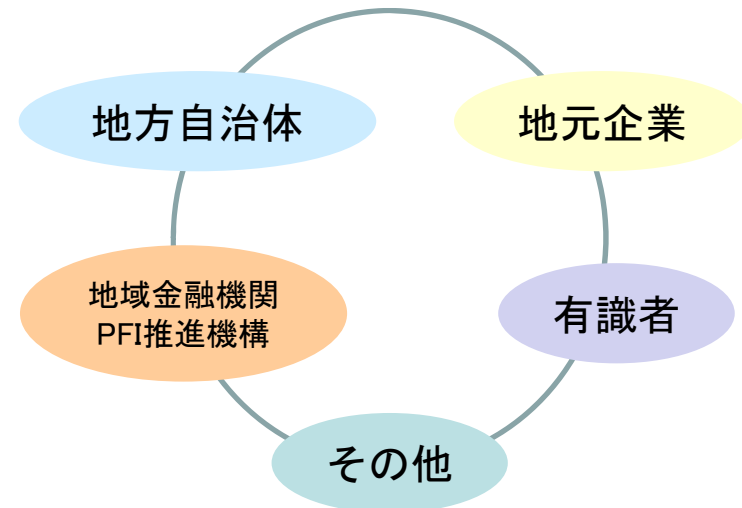 地方自治体
地元企業
地域金融機関
PFI推進機構
有識者
その他